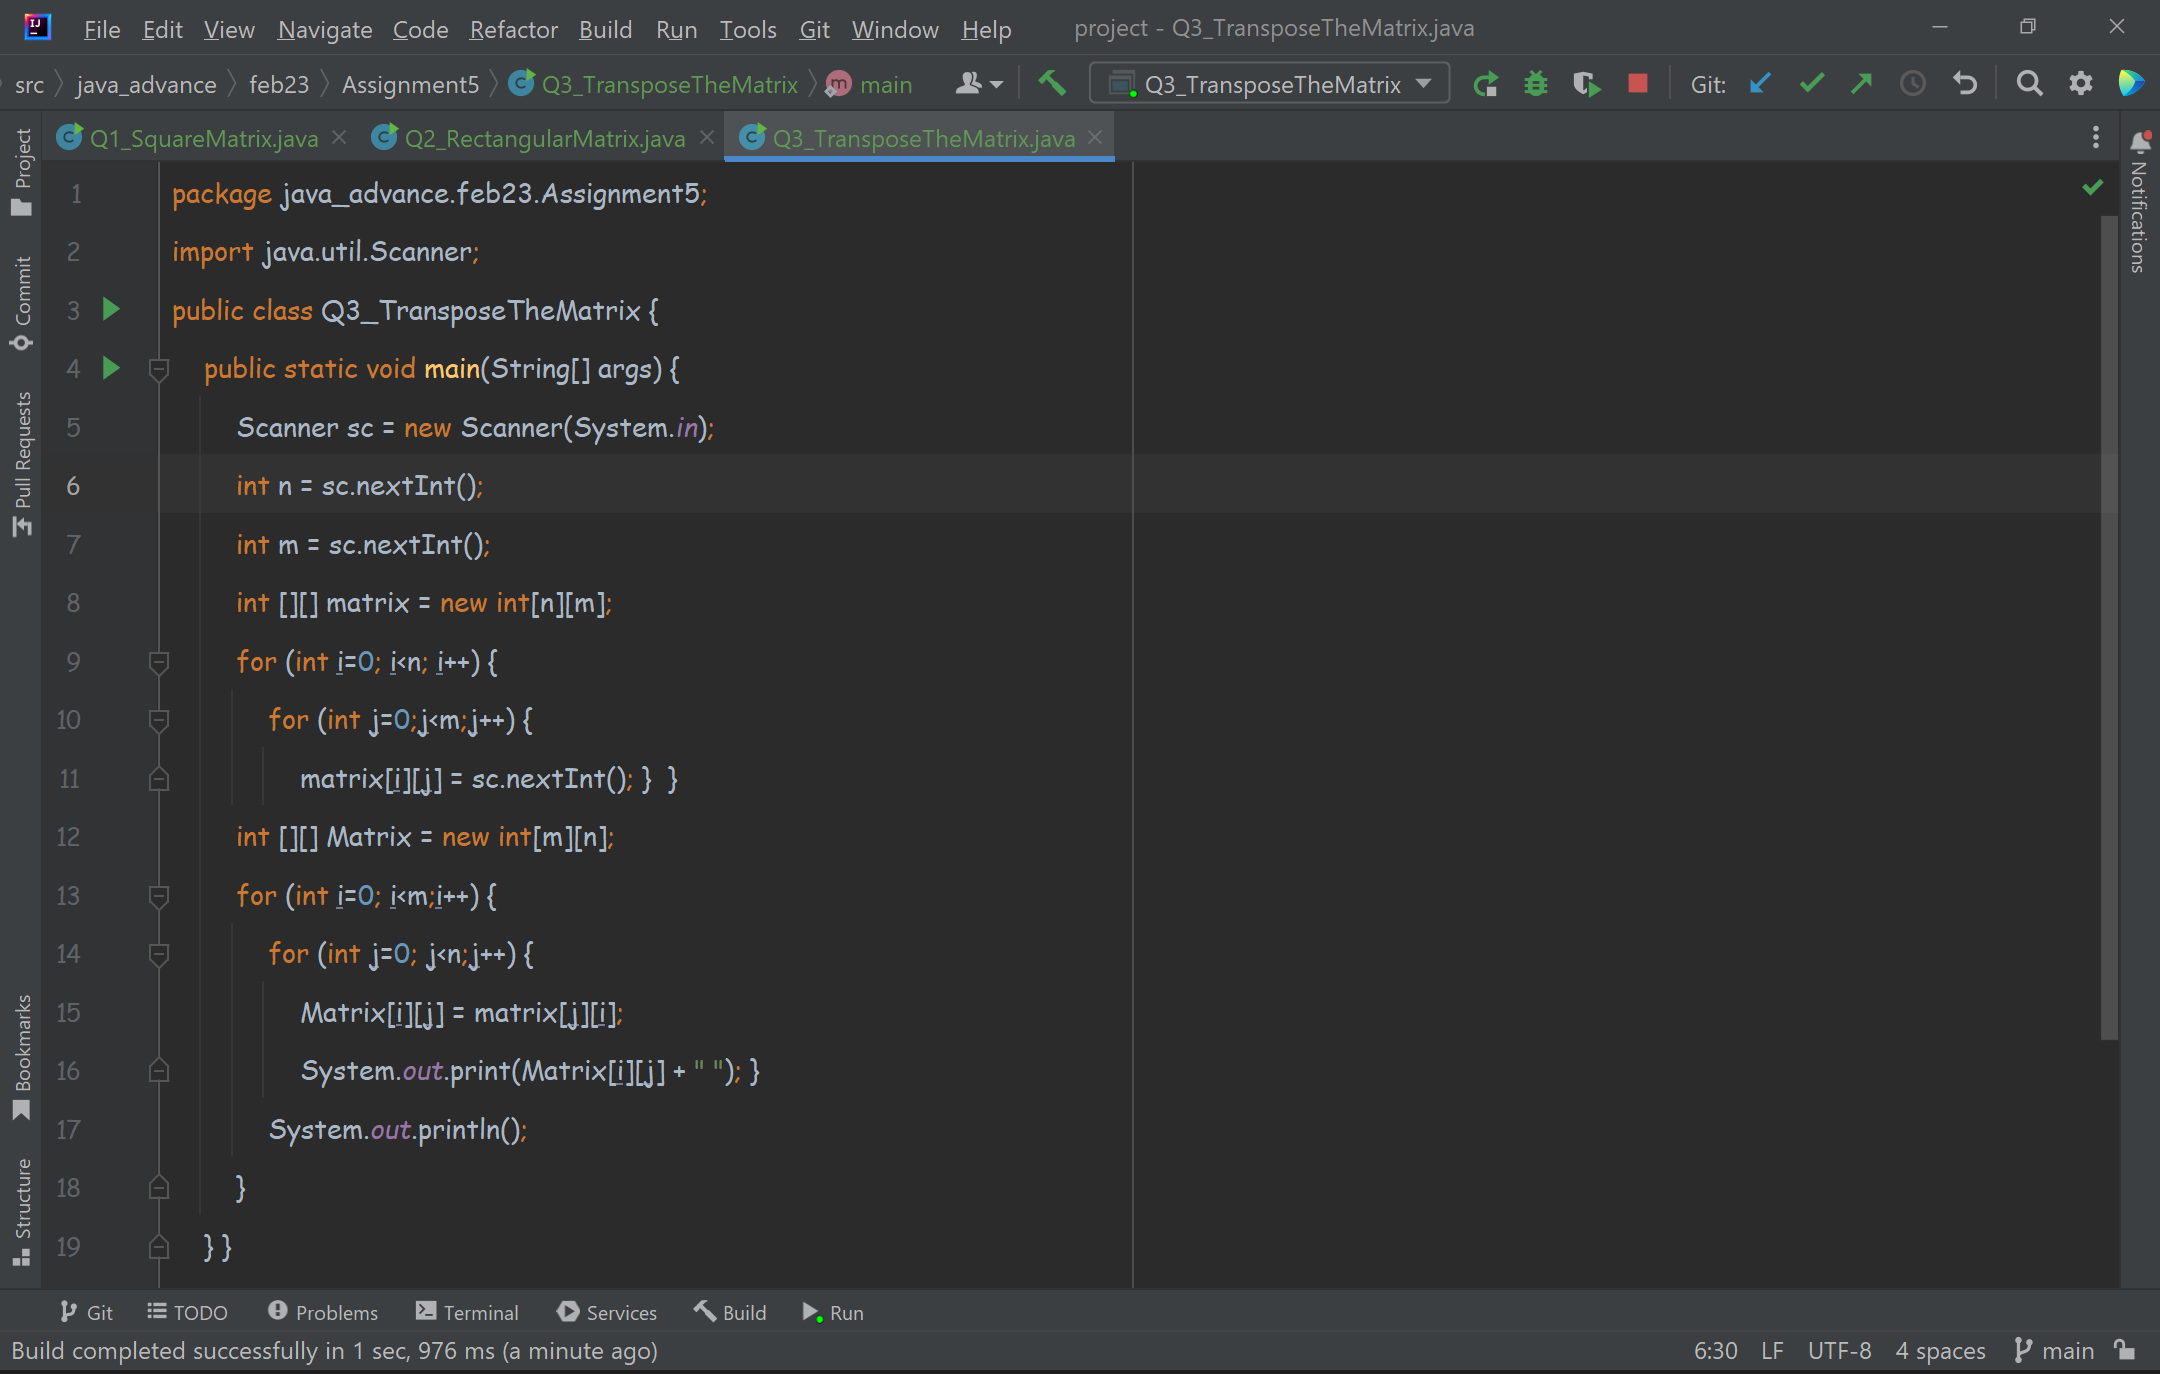 File Edit View Navigate Code Refactor Build Run Tools Git Window Help project - Q3_TransposeTheMatrix.java
src java_advance feb23 Assignment5 Q3_TransposeTheMatrix main Q3_TransposeTheMatrix Git:
Q1_SquareMatrix.java Q2_RectangularMatrix.java Q3_TransposeTheMatrix.java
Project
Commit
Pull Requests
Bookmarks
Structure
Notifications
1 package java_advance.feb23.Assignment5;
2 import java.util.Scanner;
3 public class Q3_TransposeTheMatrix {
4 public static void main(String[] args) {
5 Scanner sc = new Scanner(System.in);
6 int n = sc.nextInt();
7 int m = sc.nextInt();
8 int [][] matrix = new int[n][m];
9 for (int i=0; i<n; i++) {
10 for (int j=0;j<m;j++) {
11 matrix[i][j] = sc.nextInt(); }  }
12 int [][] Matrix = new int[m][n];
13 for (int i=0; i<m;i++) {
14 for (int j=0; j<n;j++) {
15 Matrix[i][j] = matrix[j][i];
16 System.out.print(Matrix[i][j] + " "); }
17 System.out.println();
18 }
19 } }
Git TODO Problems Terminal Services Build Run
Build completed successfully in 1 sec, 976 ms (a minute ago) 6:30 LF UTF-8 4 spaces main